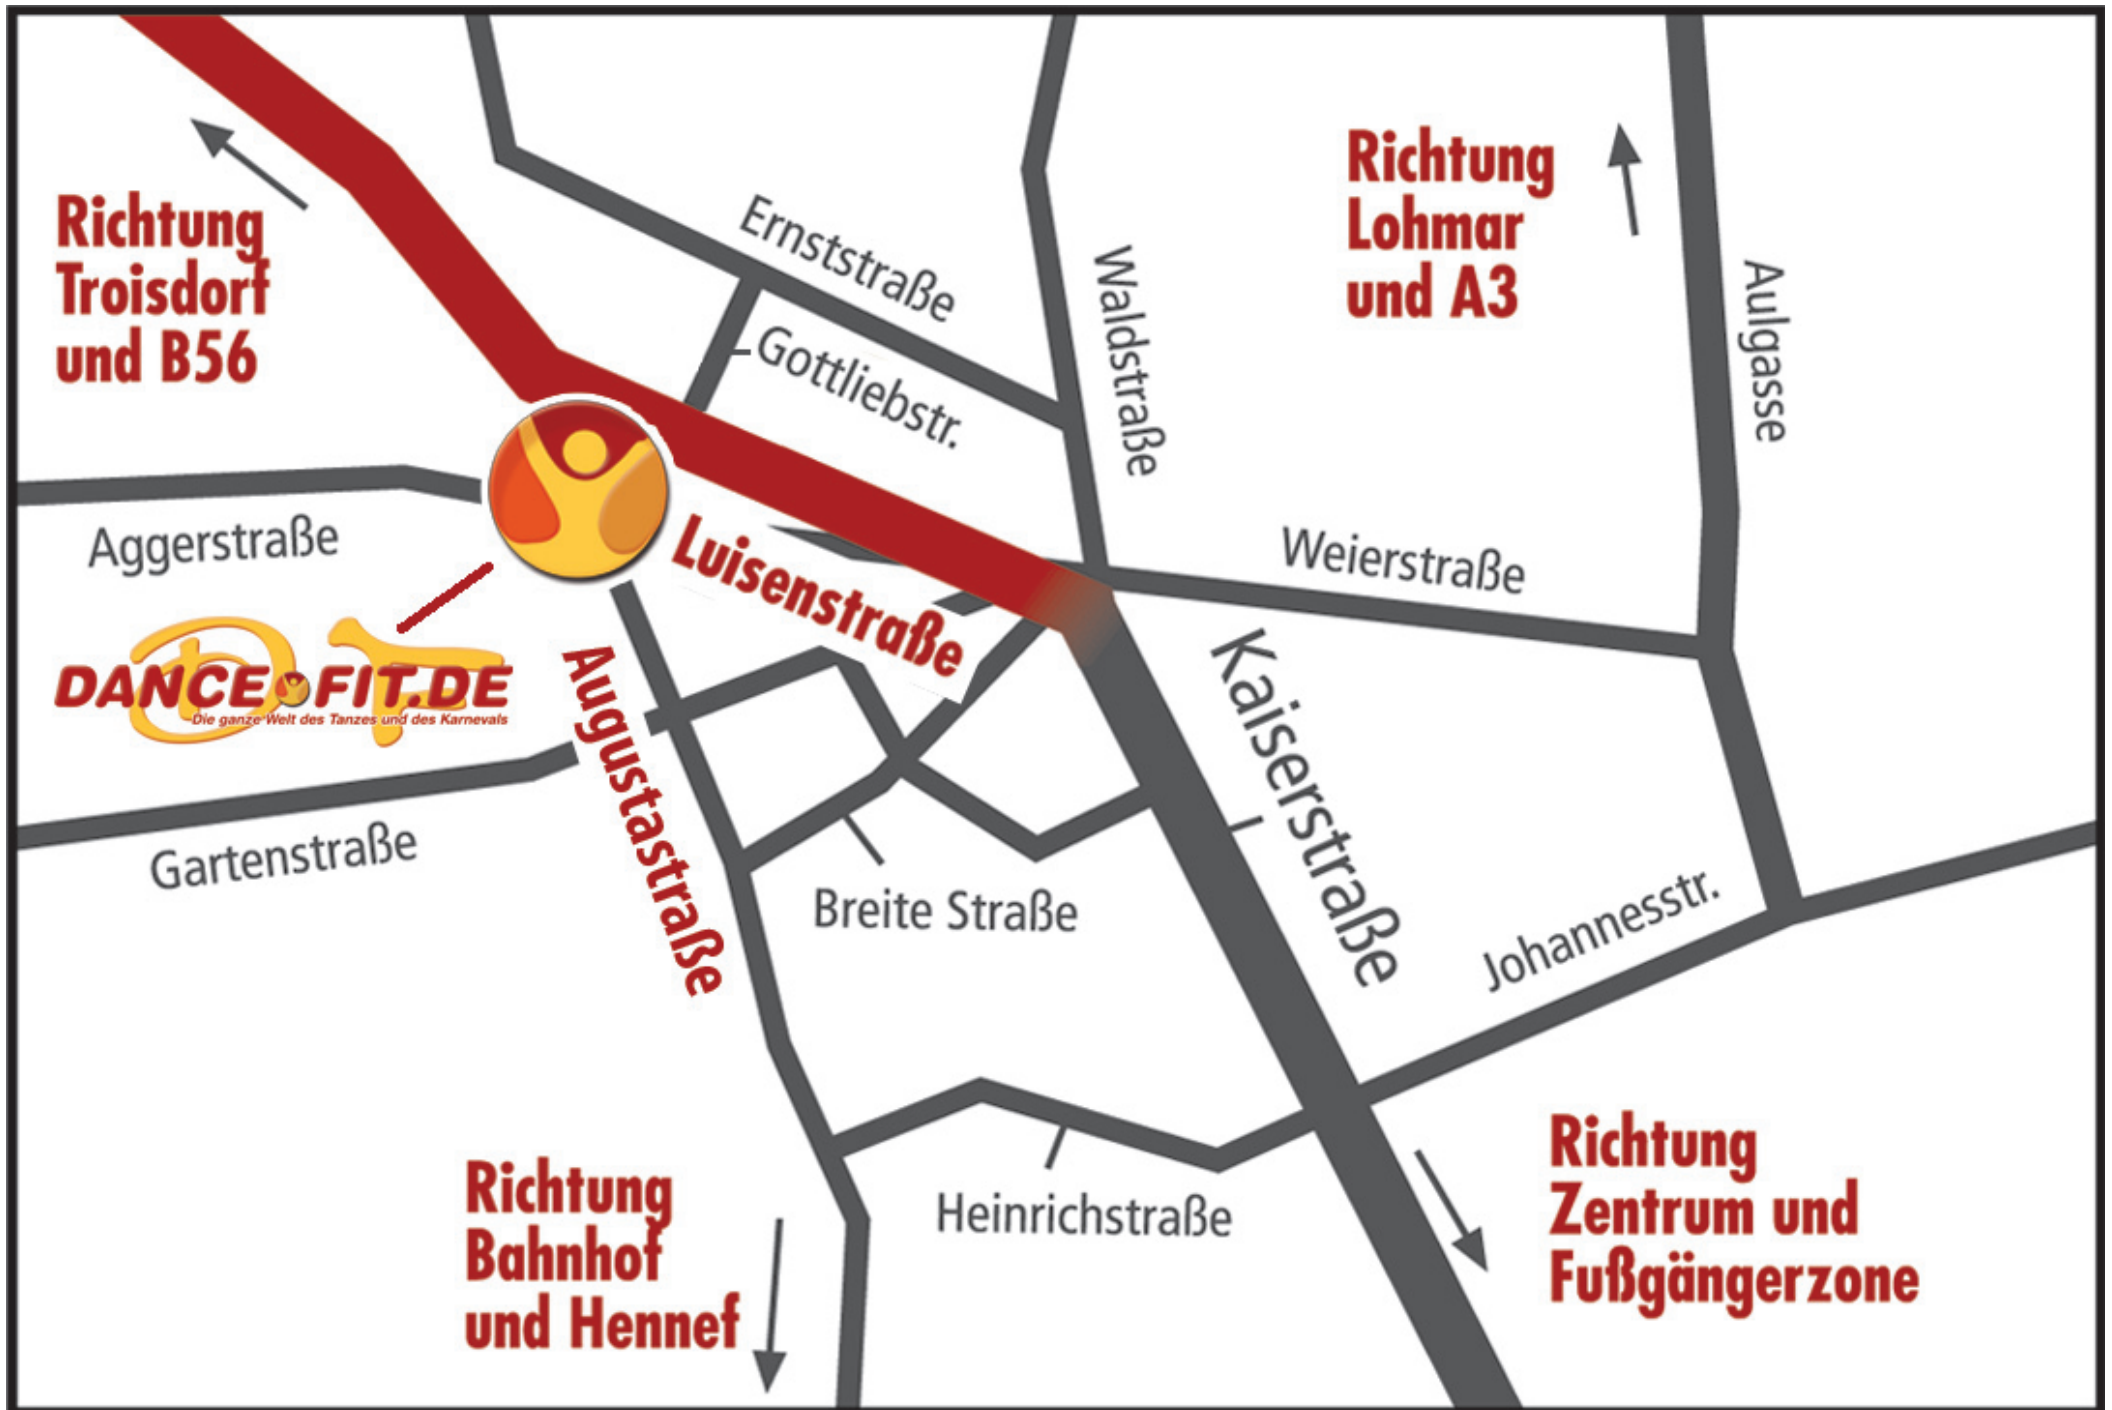 Richtung
Troisdorf
und B56
Ernststraße
Gottliebstr.
Waldstraße
Richtung
Lohmar
und A3
Aulgasse
Aggerstraße
Luisenstraße
Weierstraße
DANCE FIT.DE
Die ganze Welt des Tanzes und des Karnevals
Augustastraße
Kaiserstraße
Gartenstraße
Breite Straße
Johannesstr.
Heinrichstraße
Richtung
Bahnhof
und Hennef
Richtung
Zentrum und
Fußgängerzone